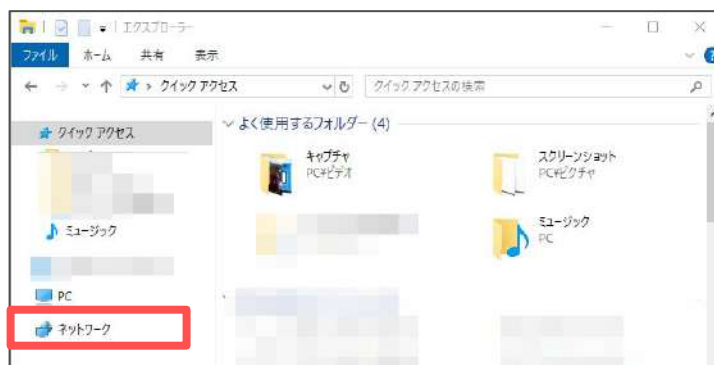 エクスプローラー
ファイル ホーム 共有 表示
クイック アクセス
クイック アクセスの検索
クイック アクセス
ミュージック
PC
ネットワーク
よく使用するフォルダー (4)
キャプチャ
PC¥ビデオ
スクリーンショット
PC¥ピクチャ
ミュージック
PC